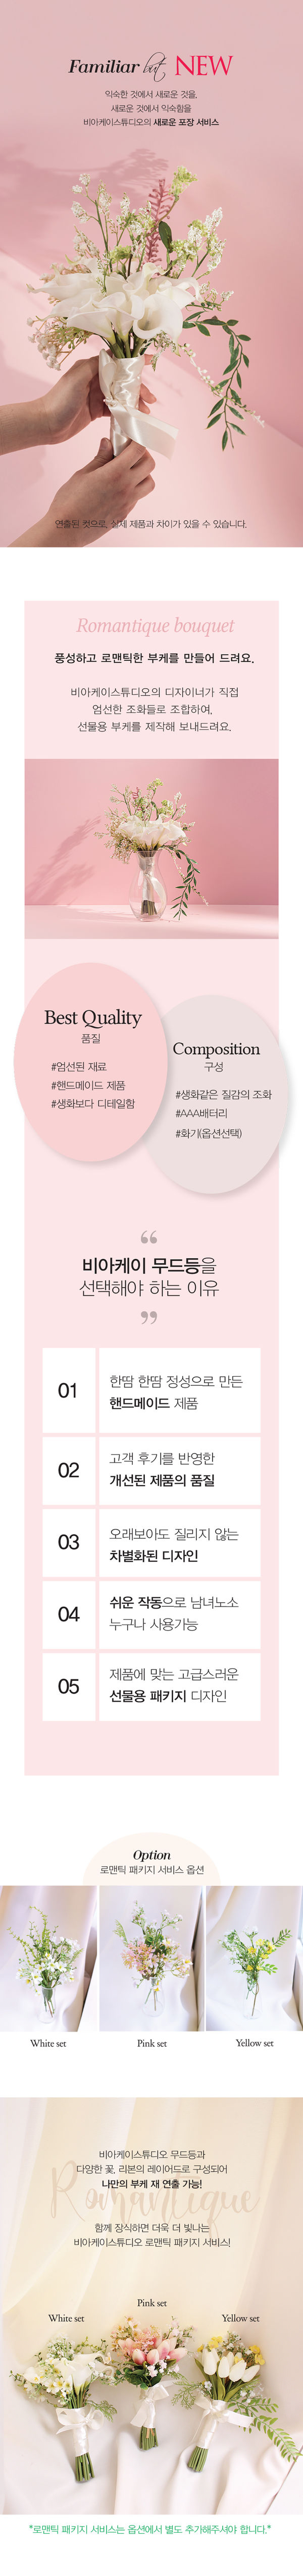 Familiar but NEW
익숙한 것에서 새로운 것을,
새로운 것에서 익숙함을
비아케이스튜디오의 새로운 포장 서비스
연출된 컷으로, 실제 제품과 차이가 있을 수 있습니다.
Romantique bouquet
풍성하고 로맨틱한 부케를 만들어 드려요.
비아케이스튜디오의 디자이너가 직접
엄선한 조화들로 조합하여,
선물용 부케를 제작해 보내드려요.
Best Quality
품질
#엄선된 재료
#핸드메이드 제품
#생화보다 디테일함
Composition
구성
#생화같은 질감의 조화
#AAA배터리
#화기(옵션선택)
“
비아케이 무드등을
선택해야 하는 이유
”
01
한땀 한땀 정성으로 만든
핸드메이드 제품
02
고객 후기를 반영한
개선된 제품의 품질
03
오래보아도 질리지 않는
차별화된 디자인
04
쉬운 작동으로 남녀노소
누구나 사용가능
05
제품에 맞는 고급스러운
선물용 패키지 디자인
Option
로맨틱 패키지 서비스 옵션
White set
Pink set
Yellow set
비아케이스튜디오 무드등과
다양한 꽃, 리본의 레이어드로 구성되어
나만의 부케 재 연출 가능!
Romantique
함께 장식하면 더욱 더 빛나는
비아케이스튜디오 로맨틱 패키지 서비스!
Pink set
White set
Yellow set
*로맨틱 패키지 서비스는 옵션에서 별도 추가해주셔야 합니다.*